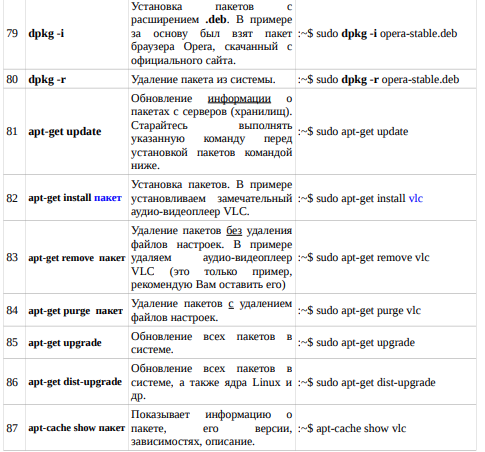 79 dpkg -i Установка пакетов с расширением .deb. В примере за основу был взят пакет браузера Opera, скачанный с официального сайта. :~$ sudo dpkg -i opera-stable.deb
80 dpkg -r Удаление пакета из системы. :~$ sudo dpkg -r opera-stable.deb
81 apt-get update Обновление информации о пакетах с серверов (хранилищ). Старайтесь выполнять указанную команду перед установкой пакетов командой ниже. :~$ sudo apt-get update
82 apt-get install пакет Установка пакетов. В примере установливаем замечательный аудио-видеоплеер VLC. :~$ sudo apt-get install vlc
83 apt-get remove пакет Удаление пакетов без удаления файлов настроек. В примере удаляем аудио-видеоплеер VLC (это только пример, рекомендую Вам оставить его) :~$ sudo apt-get remove vlc
84 apt-get purge пакет Удаление пакетов с удалением файлов настроек. :~$ sudo apt-get purge vlc
85 apt-get upgrade Обновление всех пакетов в системе. :~$ sudo apt-get upgrade
86 apt-get dist-upgrade Обновление всех пакетов в системе, а также ядра Linux и др. :~$ sudo apt-get dist-upgrade
87 apt-cache show пакет Показывает информацию о пакете, его версии, зависимостях, описание. :~$ apt-cache show vlc